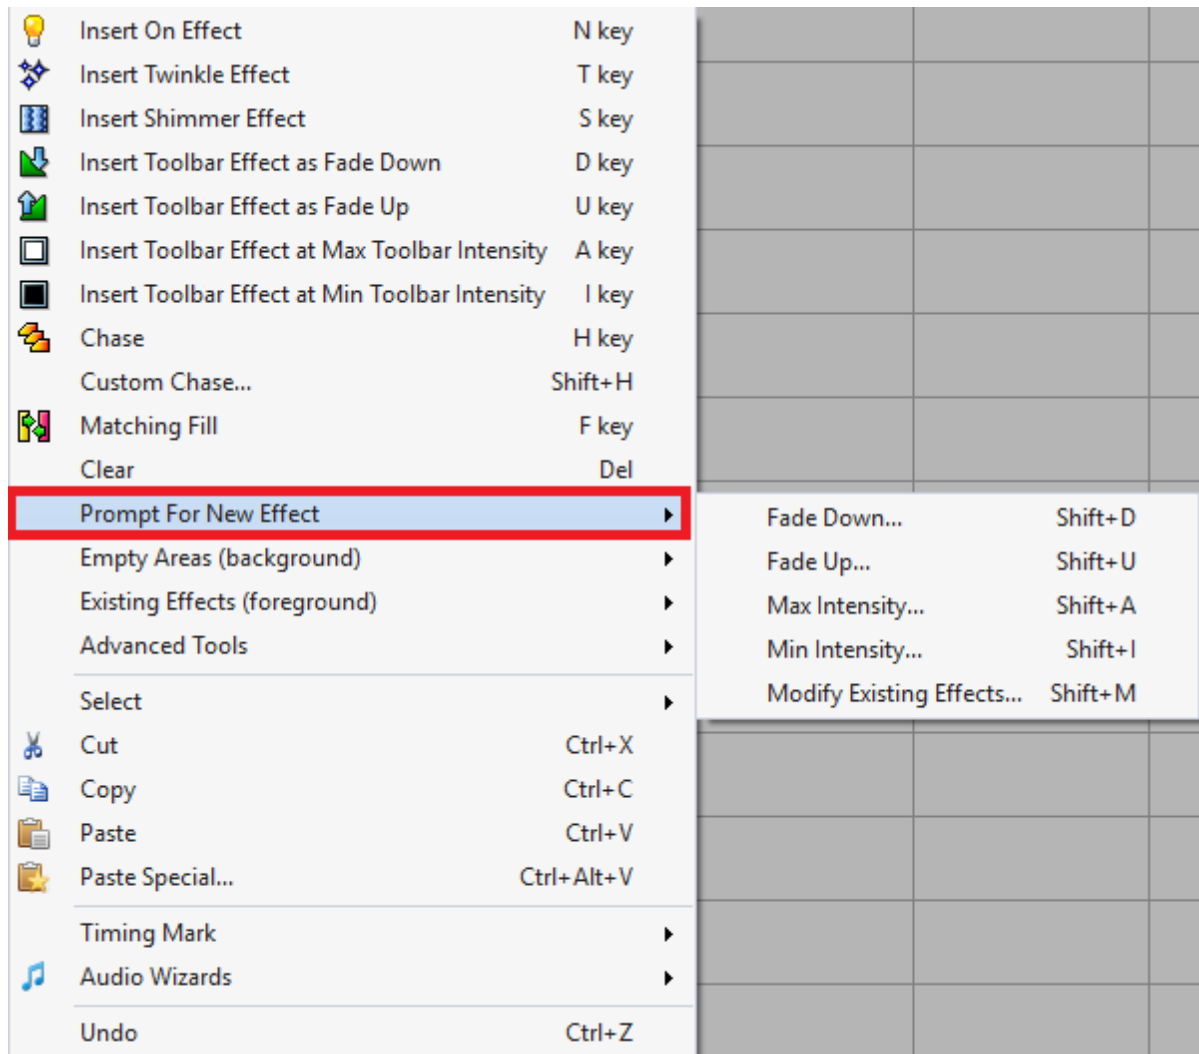 Insert On Effect N key
Insert Twinkle Effect T key
Insert Shimmer Effect S key
Insert Toolbar Effect as Fade Down D key
Insert Toolbar Effect as Fade Up U key
Insert Toolbar Effect at Max Toolbar Intensity A key
Insert Toolbar Effect at Min Toolbar Intensity I key
Chase H key
Custom Chase... Shift+H
Matching Fill F key
Clear Del
Prompt For New Effect
Empty Areas (background)
Existing Effects (foreground)
Advanced Tools
Select
Cut Ctrl+X
Copy Ctrl+C
Paste Ctrl+V
Paste Special... Ctrl+Alt+V
Timing Mark
Audio Wizards
Undo Ctrl+Z
Fade Down... Shift+D
Fade Up... Shift+U
Max Intensity... Shift+A
Min Intensity... Shift+I
Modify Existing Effects... Shift+M